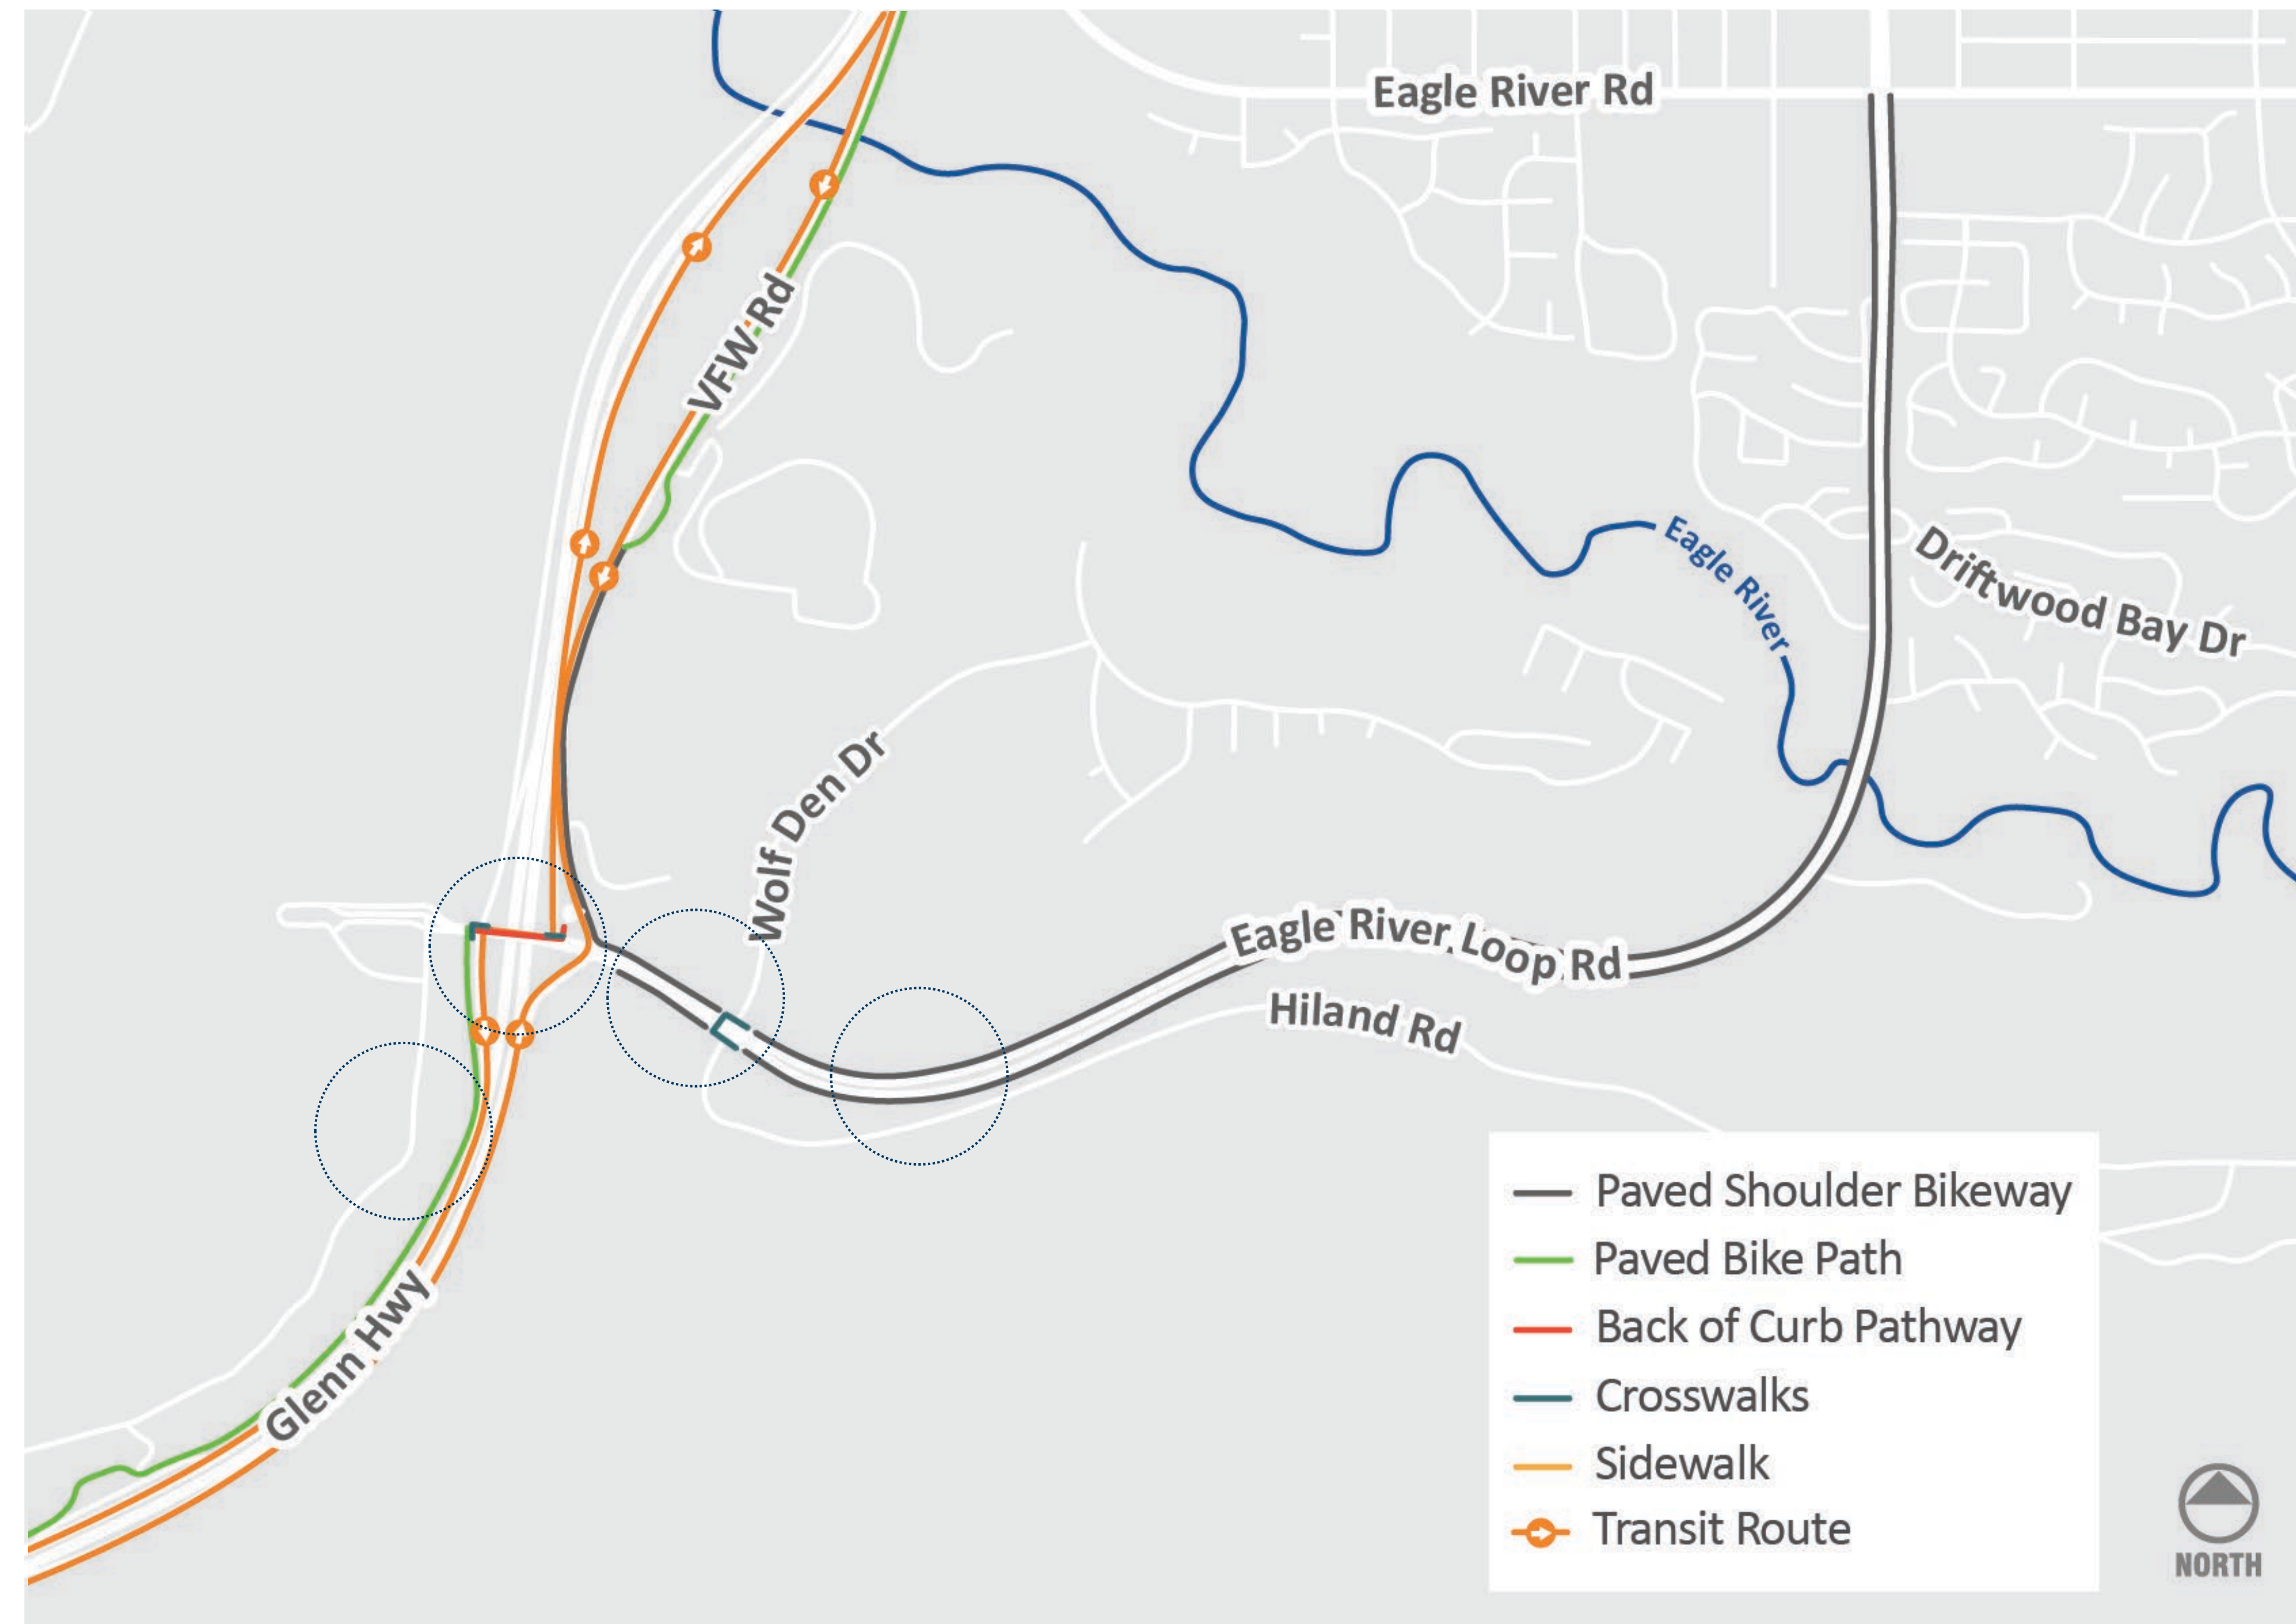 Eagle River Rd
VFW Rd
Eagle River
Driftwood Bay Dr
Wolf Den Dr
Eagle River Loop Rd
Hiland Rd
Glenn Hwy
Paved Shoulder Bikeway
Paved Bike Path
Back of Curb Pathway
Crosswalks
Sidewalk
Transit Route
NORTH